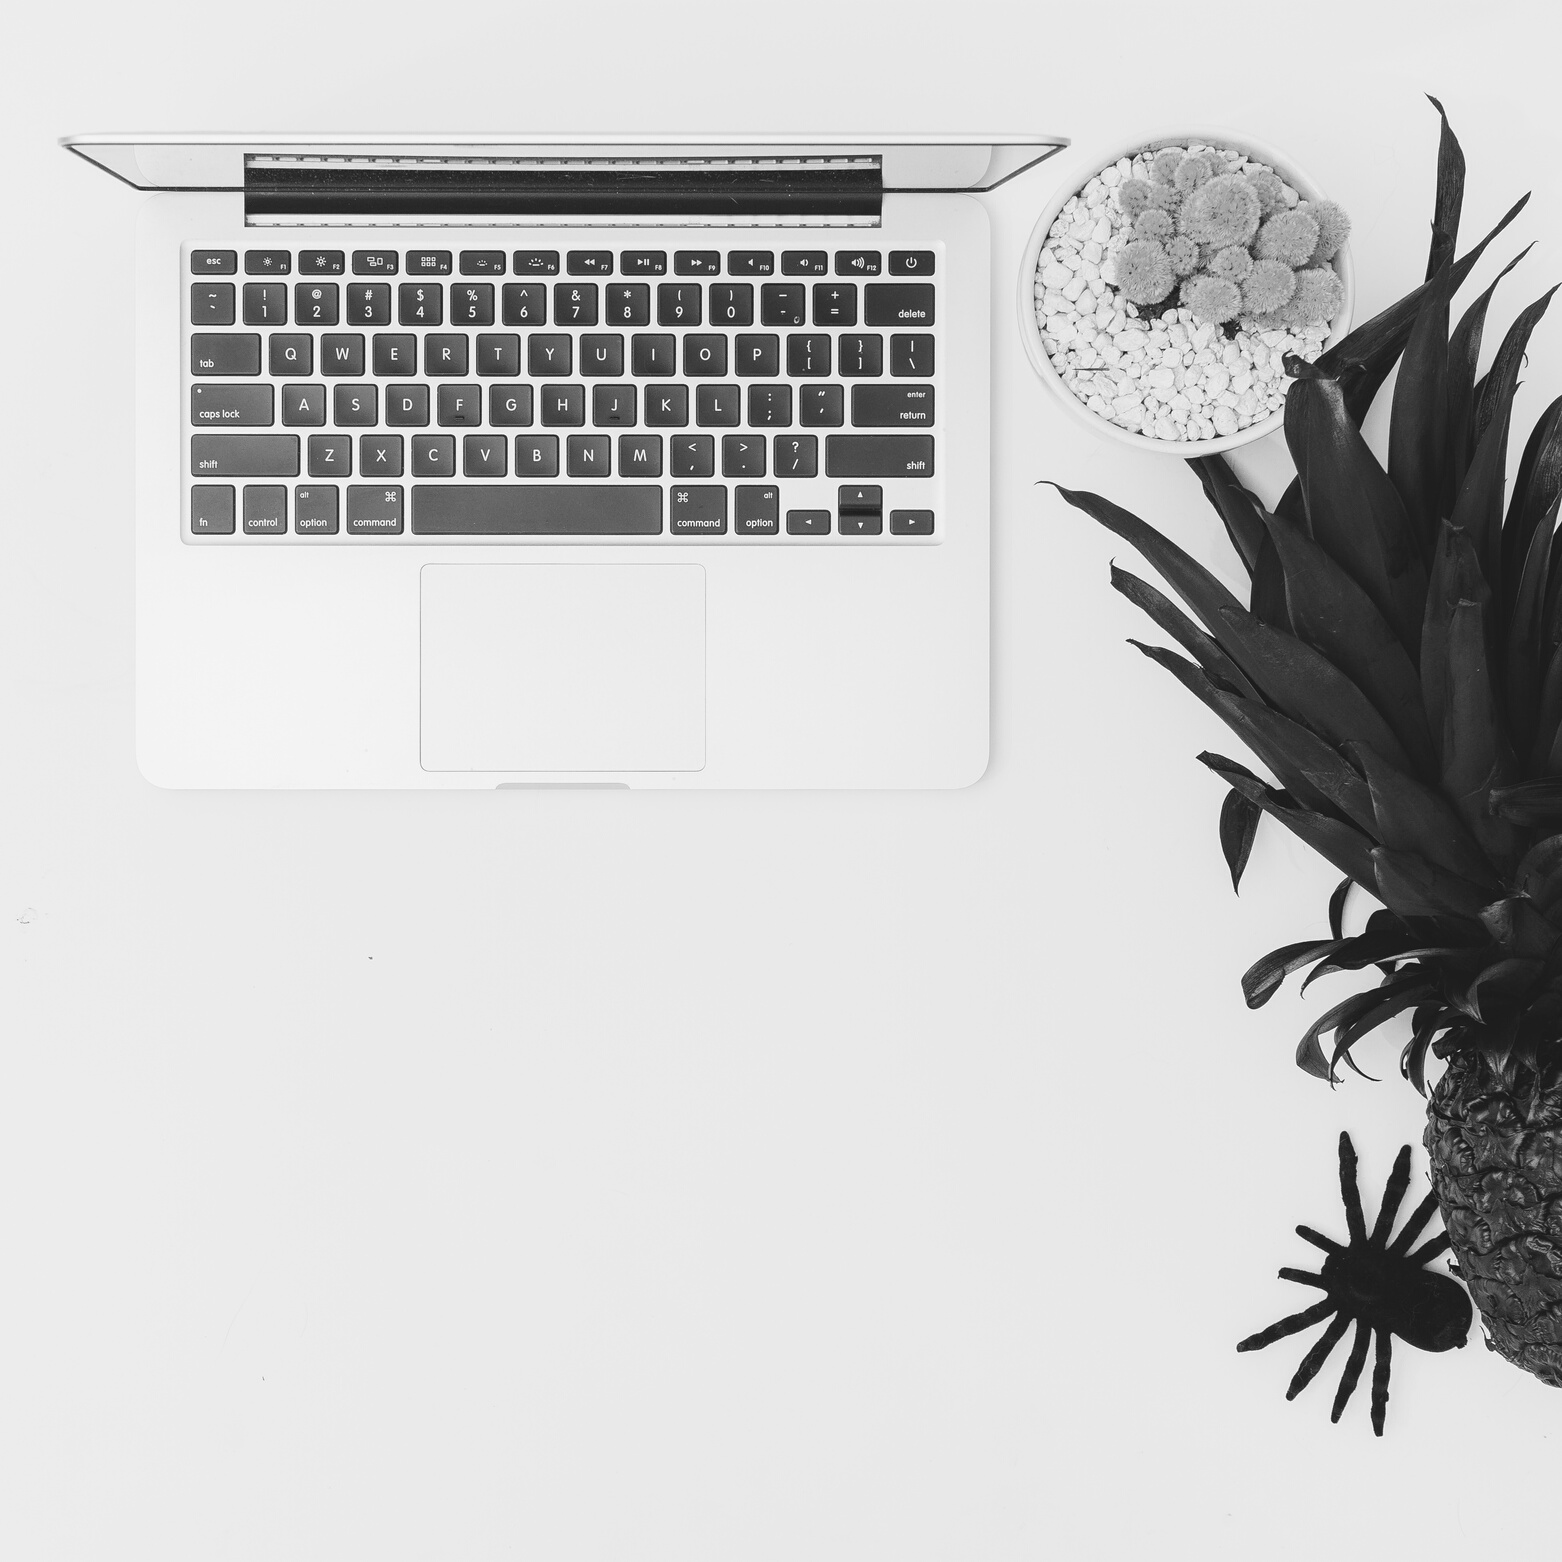 esc F1 F2 F3 F4 F5 F6 F7 F8 F9 F10 F11 F12
~ ! @ # $ % ^ & * ( ) – +
` 1 2 3 4 5 6 7 8 9 0 - = delete
tab Q W E R T Y U I O P { [ } ] | \
caps lock A S D F G H J K L : ; " ' enter return
shift Z X C V B N M < , > . ? / shift
fn control alt option ⌘ command ⌘ command alt option ◄ ▲ ▼ ►